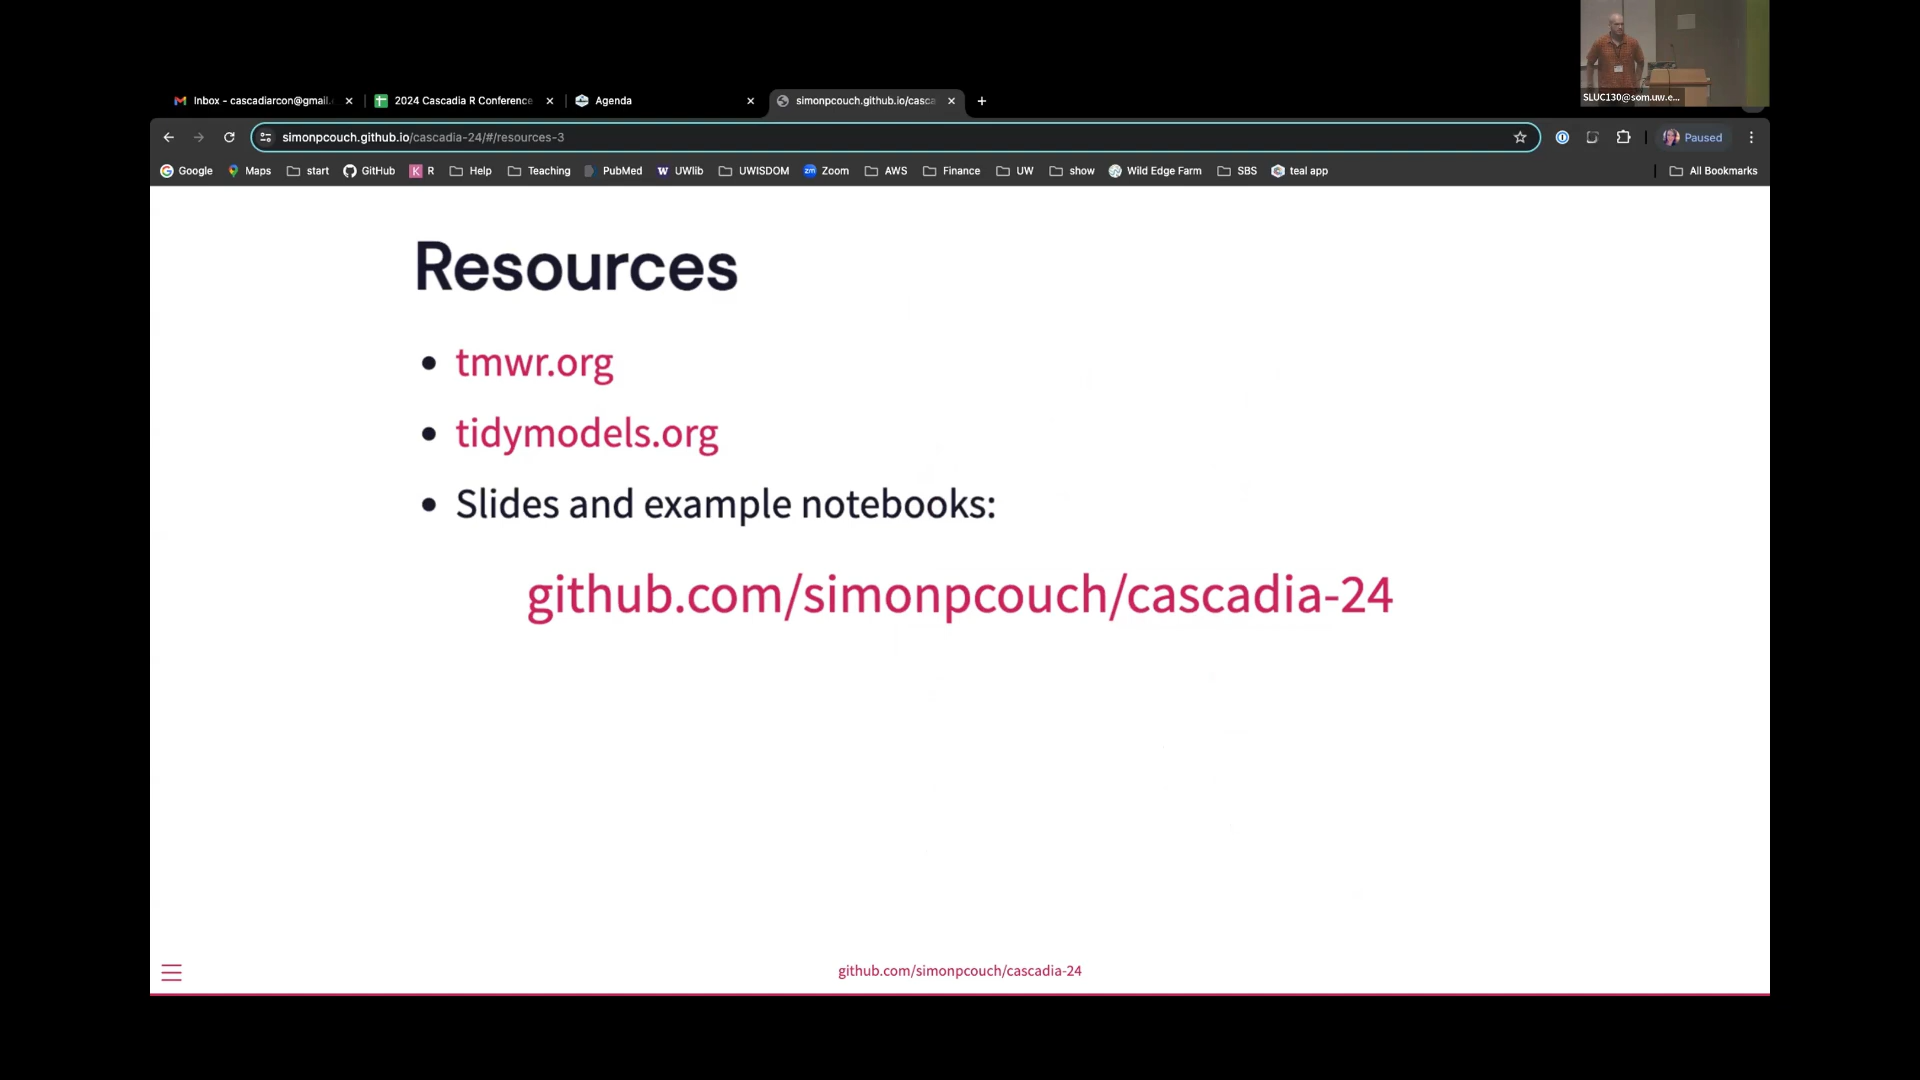 Inbox - cascadiarcon@gmail.
2024 Cascadia R Conference
Agenda
simonpcouch.github.io/casca
SLUC130@som.uw.e...
simonpcouch.github.io/cascadia-24/#/resources-3
Paused
Google Maps start GitHub R Help Teaching PubMed UWlib UWISDOM Zoom AWS Finance UW show Wild Edge Farm SBS teal app All Bookmarks
Resources
• tmwr.org
• tidymodels.org
• Slides and example notebooks:
github.com/simonpcouch/cascadia-24
github.com/simonpcouch/cascadia-24